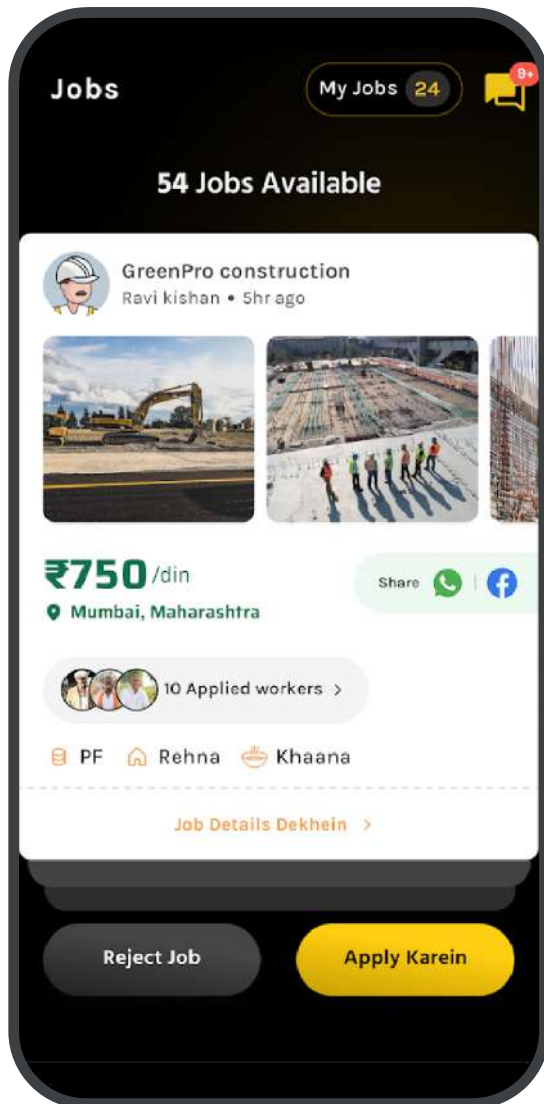 Jobs
My Jobs 24
9+
54 Jobs Available
GreenPro construction
Ravi kishan • 5hr ago
₹750/din
Share
Mumbai, Maharashtra
10 Applied workers >
PF Rehna Khaana
Job Details Dekhein >
Reject Job
Apply Karein